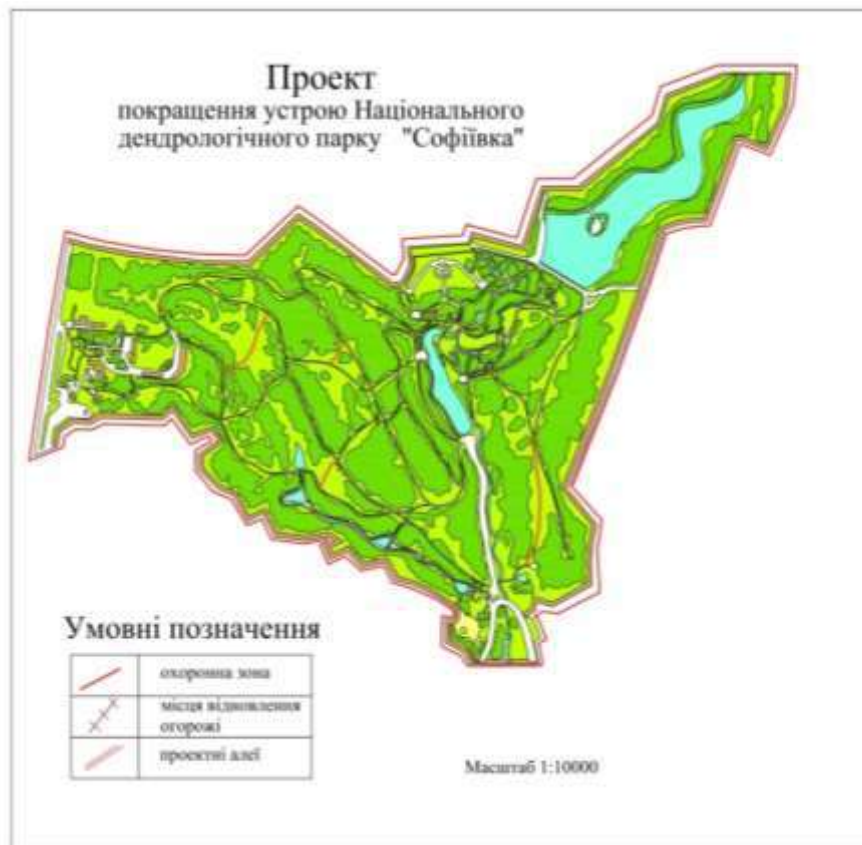 Проект
покращення устрою Національного
дендрологічного парку "Софіївка"
Умовні позначення
охоронна зона
місця відновлення
огорожі
проектні алеї
Масштаб 1:10000